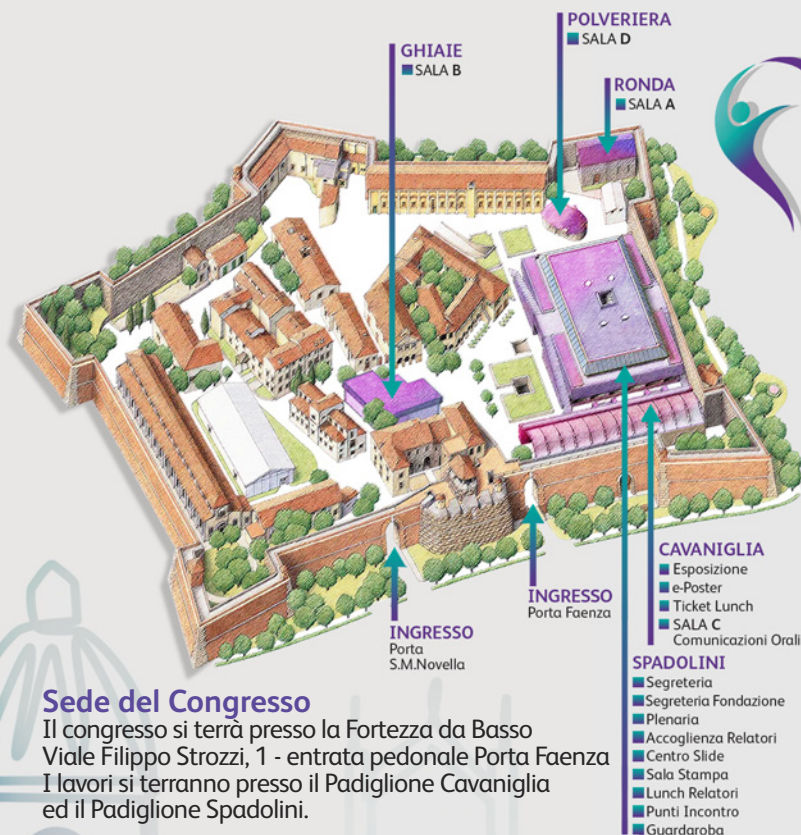 POLVERIERA
SALA D
GHIAIE
SALA B
RONDA
SALA A
INGRESSO
Porta Faenza
INGRESSO
Porta
S.M.Novella
CAVANIGLIA
Esposizione
e-Poster
Ticket Lunch
SALA C
Comunicazioni Orali
SPADOLINI
Segreteria
Segreteria Fondazione
Plenaria
Accoglienza Relatori
Centro Slide
Sala Stampa
Lunch Relatori
Punti Incontro
Guardaroba
Sede del Congresso
Il congresso si terrà presso la Fortezza da Basso
Viale Filippo Strozzi, 1 - entrata pedonale Porta Faenza
I lavori si terranno presso il Padiglione Cavaniglia
ed il Padiglione Spadolini.